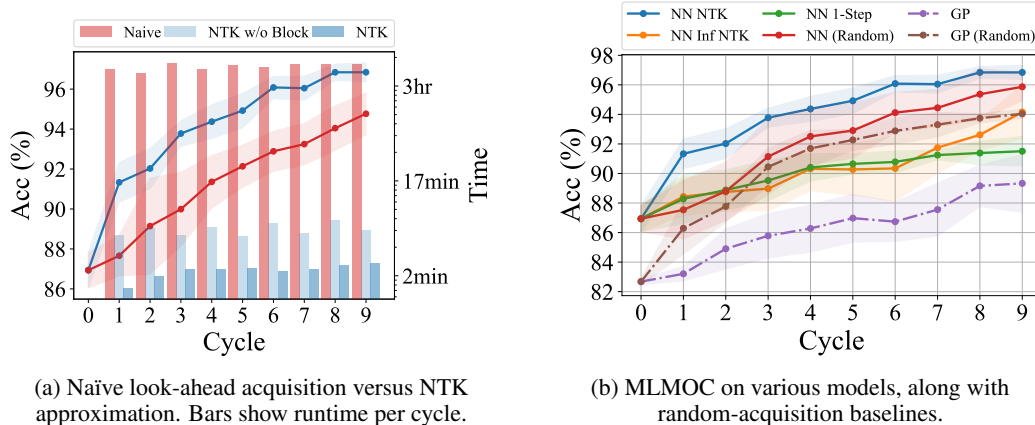 Naive NTK w/o Block NTK
96
94
92
90
88
86
Acc (%)
3hr
17min
2min
Time
0 1 2 3 4 5 6 7 8 9
Cycle
(a) Naïve look-ahead acquisition versus NTK
approximation. Bars show runtime per cycle.
NN NTK NN 1-Step GP
NN Inf NTK NN (Random) GP (Random)
98
96
94
92
90
88
86
84
82
Acc (%)
0 1 2 3 4 5 6 7 8 9
Cycle
(b) MLMOC on various models, along with
random-acquisition baselines.